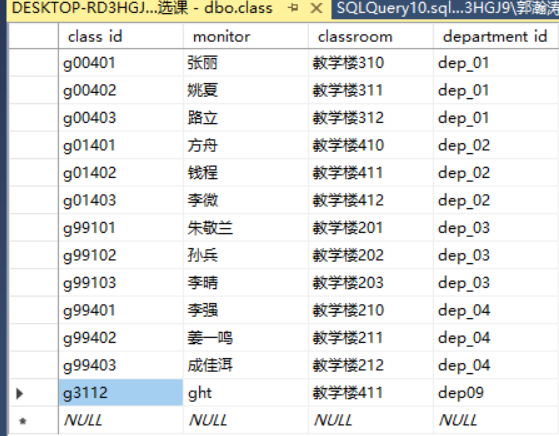 DESKTOP-RD3HGJ...选课 - dbo.class SQLQuery10.sql...3HGJ9\郭瀚涛
class id monitor classroom department id
g00401 张丽 教学楼310 dep_01
g00402 姚夏 教学楼311 dep_01
g00403 路立 教学楼312 dep_01
g01401 方舟 教学楼410 dep_02
g01402 钱程 教学楼411 dep_02
g01403 李微 教学楼412 dep_02
g99101 朱敬兰 教学楼201 dep_03
g99102 孙兵 教学楼202 dep_03
g99103 李晴 教学楼203 dep_03
g99401 李强 教学楼210 dep_04
g99402 姜一鸣 教学楼211 dep_04
g99403 成佳洱 教学楼212 dep_04
g3112 ght 教学楼411 dep09
NULL NULL NULL NULL